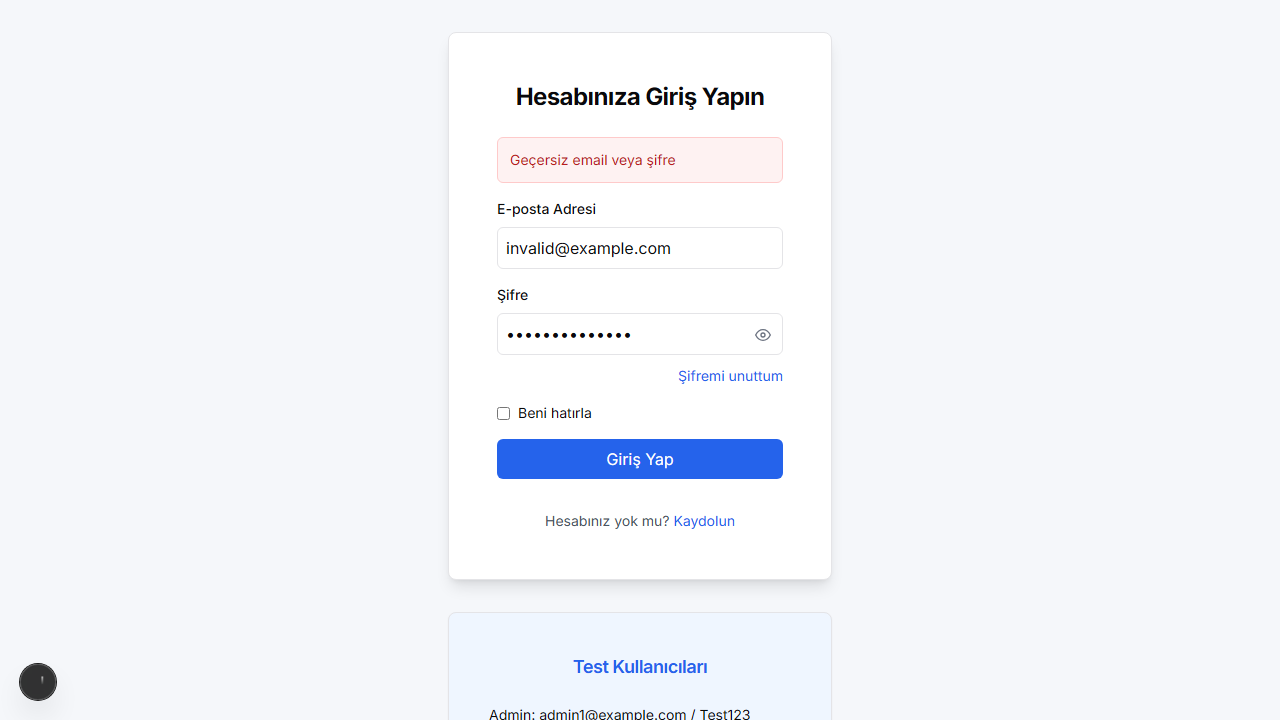 Hesabınıza Giriş Yapın
Geçersiz email veya şifre
E-posta Adresi
invalid@example.com
Şifre
••••••••••••••
Şifremi unuttum
Beni hatırla
Giriş Yap
Hesabınız yok mu? Kaydolun
Test Kullanıcıları
Admin: admin1@example.com / Test123